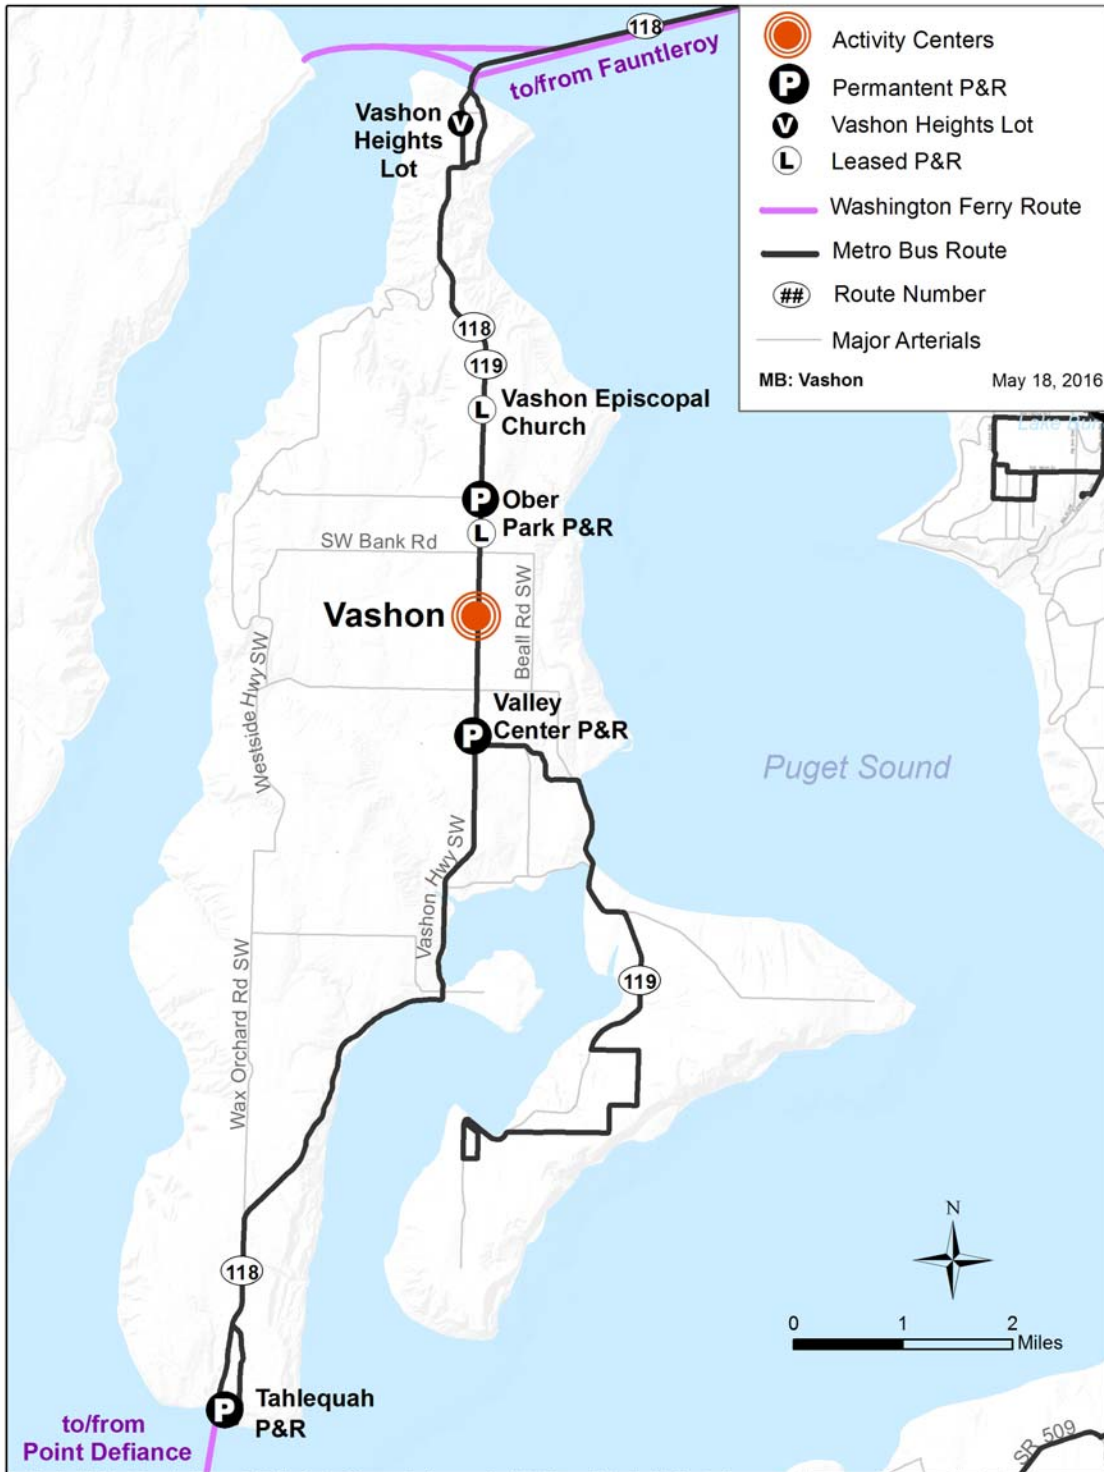 118
to/from Fauntleroy
Activity Centers
P
Permantent P&R
V
Vashon Heights Lot
L
Leased P&R
Washington Ferry Route
Metro Bus Route
##
Route Number
Major Arterials
MB: Vashon
May 18, 2016
Vashon
Heights
Lot
V
118
119
L
Vashon Episcopal
Church
P
Ober
Park P&R
L
SW Bank Rd
Vashon
Beall Rd SW
Westside Hwy SW
Valley
Center P&R
P
Puget Sound
Vashon Hwy SW
Wax Orchard Rd SW
119
118
N
0 1 2
Miles
P
Tahlequah
P&R
to/from
Point Defiance
SR 509